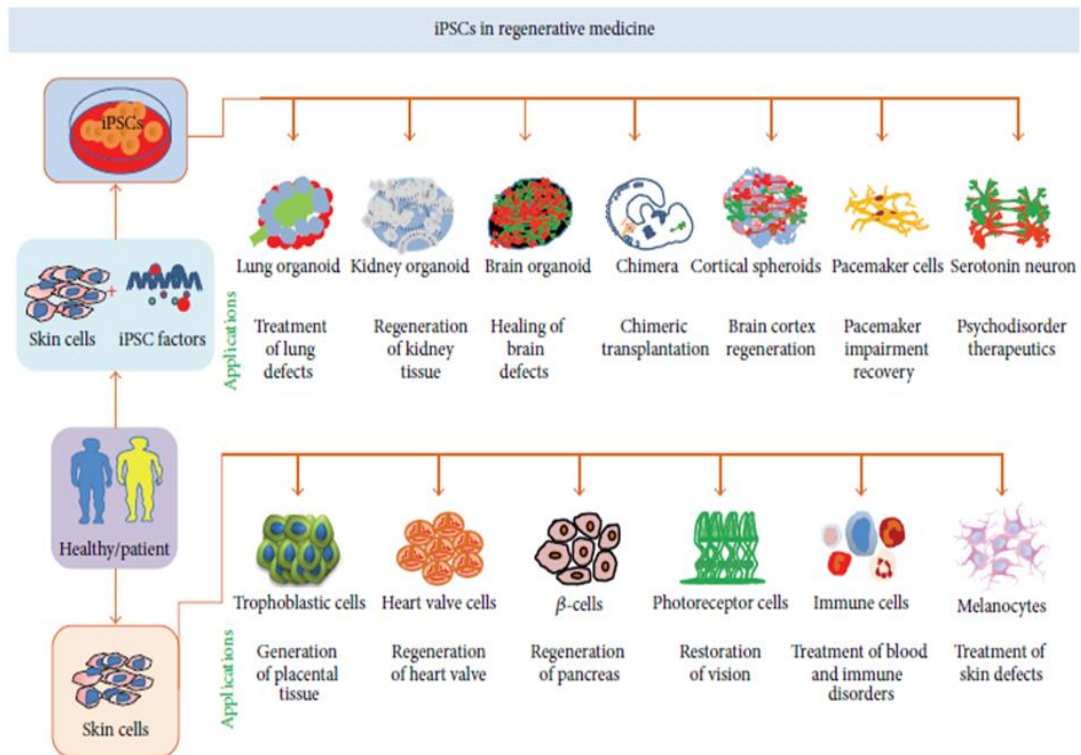 iPSCs in regenerative medicine
iPSCs
Skin cells
+
iPSC factors
Healthy/patient
Skin cells
Lung organoid
Kidney organoid
Brain organoid
Chimera
Cortical spheroids
Pacemaker cells
Serotonin neuron
Applications
Treatment
of lung
defects
Regeneration
of kidney
tissue
Healing of
brain
defects
Chimeric
transplantation
Brain cortex
regeneration
Pacemaker
impairment
recovery
Psychodisorder
therapeutics
Trophoblastic cells
Heart valve cells
β-cells
Photoreceptor cells
Immune cells
Melanocytes
Applications
Generation
of placental
tissue
Regeneration
of heart valve
Regeneration
of pancreas
Restoration
of vision
Treatment of blood
and immune
disorders
Treatment of
skin defects